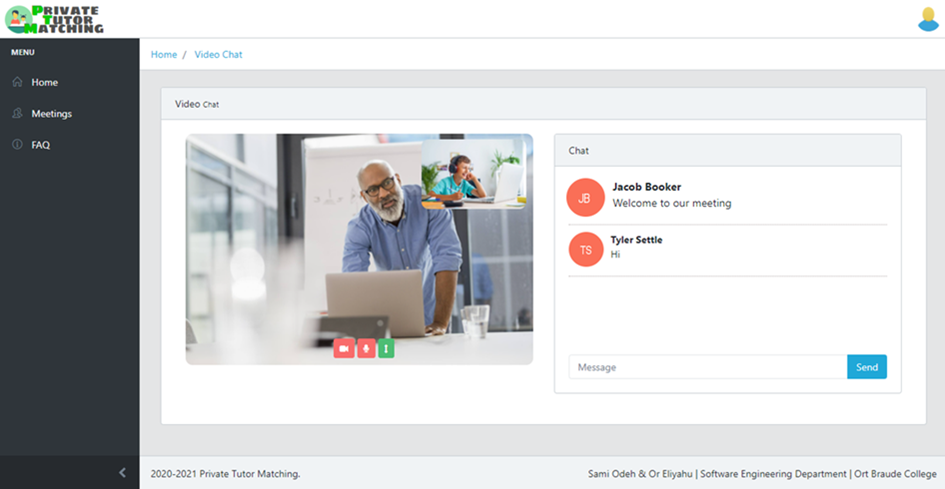 PRIVATE
TUTOR
MATCHING
MENU
Home / Video Chat
Home
Meetings
FAQ
Video Chat
Chat
JB
Jacob Booker
Welcome to our meeting
TS
Tyler Settle
Hi
Message
Send
2020-2021 Private Tutor Matching.
Sami Odeh & Or Eliyahu | Software Engineering Department | Ort Braude College